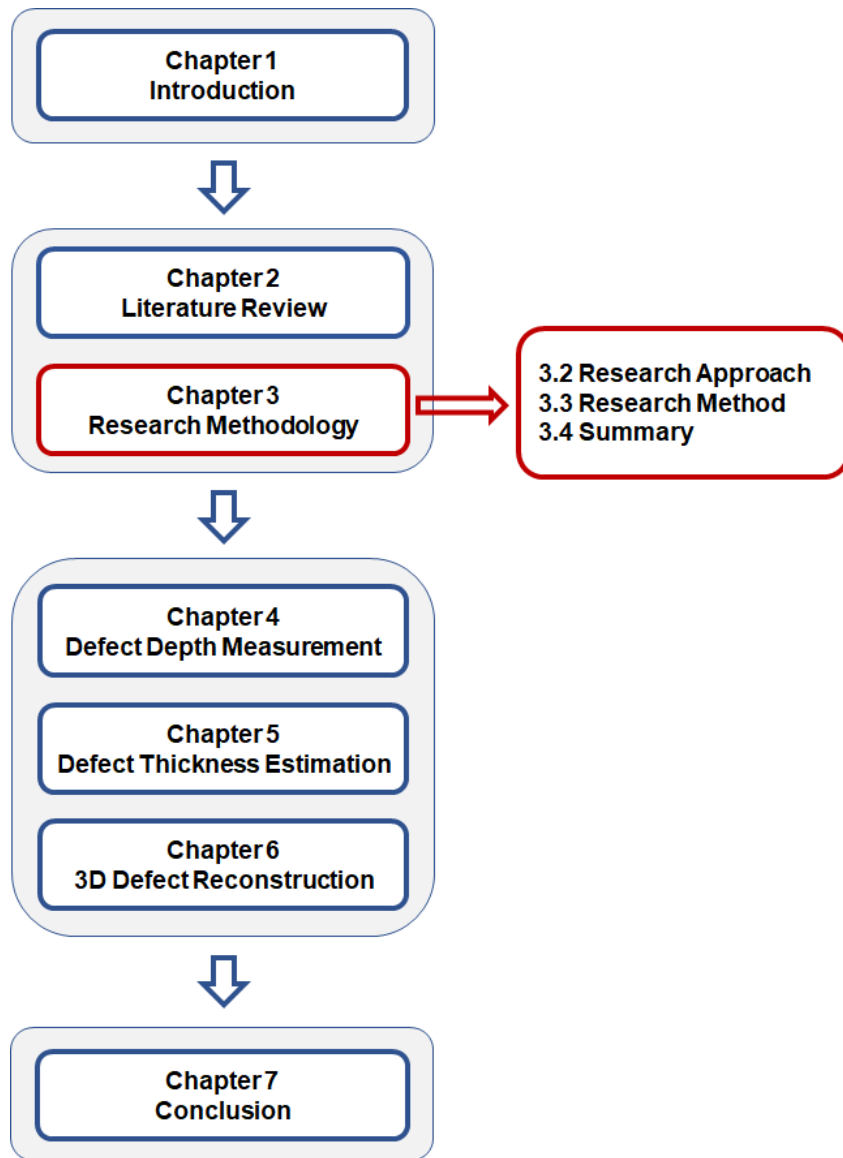 Chapter 1
Introduction
Chapter 2
Literature Review
Chapter 3
Research Methodology
3.2 Research Approach
3.3 Research Method
3.4 Summary
Chapter 4
Defect Depth Measurement
Chapter 5
Defect Thickness Estimation
Chapter 6
3D Defect Reconstruction
Chapter 7
Conclusion